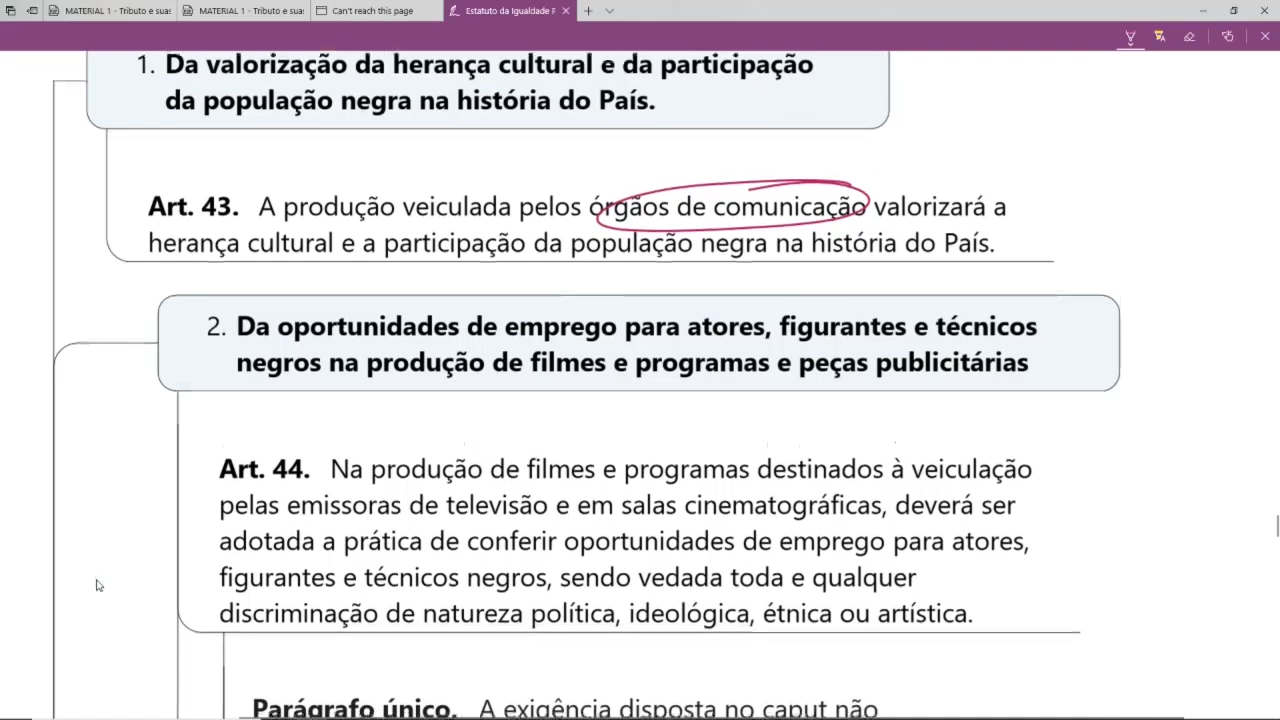 MATERIAL 1 - Tributo e suas
MATERIAL 1 - Tributo e suas
Can't reach this page
Estatuto da Igualdade F
1. Da valorização da herança cultural e da participação
da população negra na história do País.
Art. 43. A produção veiculada pelos órgãos de comunicação valorizará a
herança cultural e a participação da população negra na história do País.
2. Da oportunidades de emprego para atores, figurantes e técnicos
negros na produção de filmes e programas e peças publicitárias
Art. 44. Na produção de filmes e programas destinados à veiculação
pelas emissoras de televisão e em salas cinematográficas, deverá ser
adotada a prática de conferir oportunidades de emprego para atores,
figurantes e técnicos negros, sendo vedada toda e qualquer
discriminação de natureza política, ideológica, étnica ou artística.
Parágrafo único. A exigência disposta no caput não